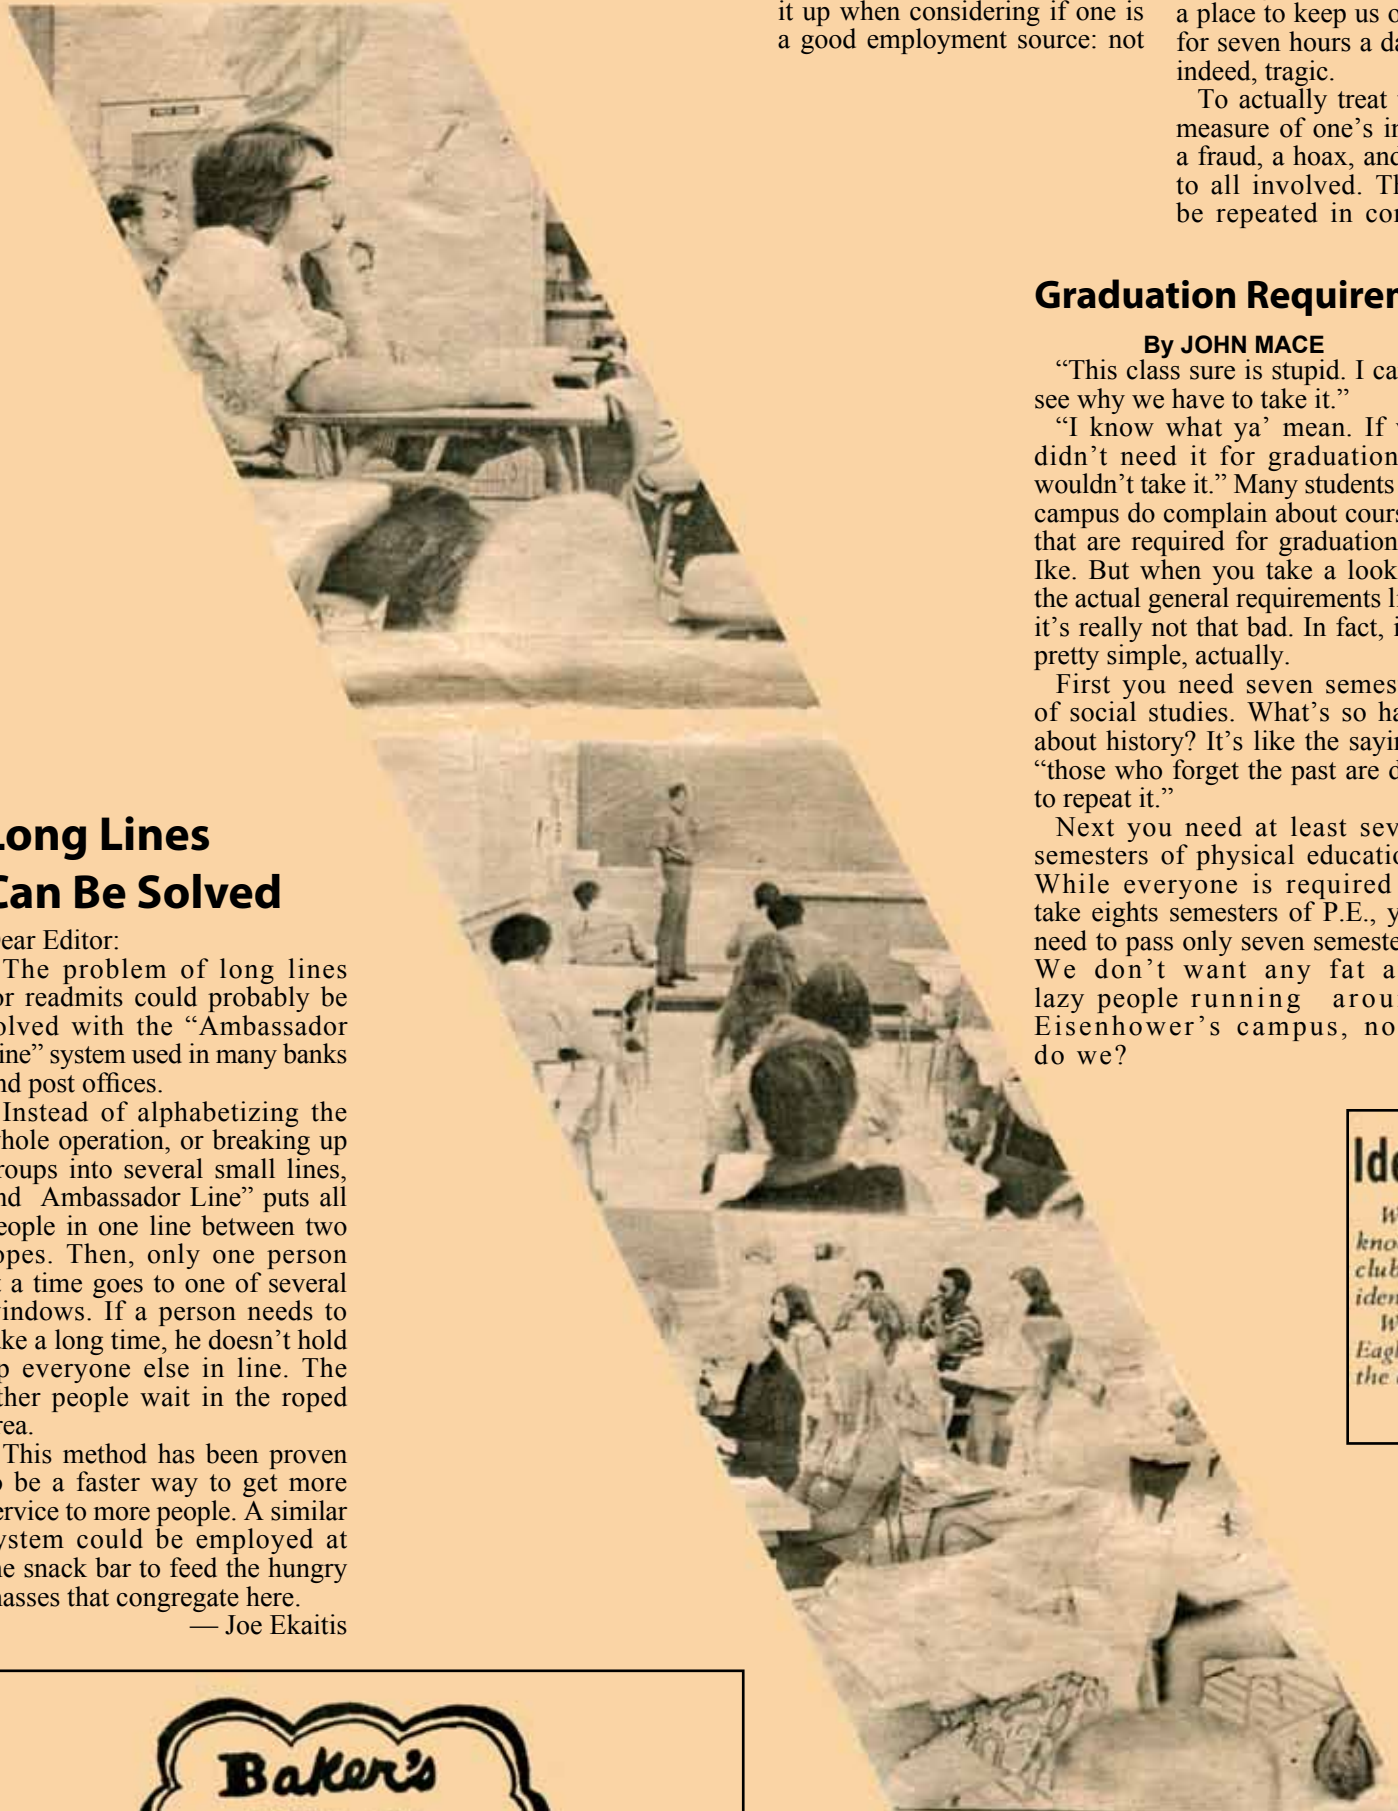 it up when considering if one is
a good employment source: not
a place to keep us o
for seven hours a da
indeed, tragic.
To actually treat
measure of one’s in
a fraud, a hoax, and
to all involved. Th
be repeated in cor
Long Lines
Can Be Solved
ear Editor:
The problem of long lines
or readmits could probably be
olved with the “Ambassador
ine” system used in many banks
nd post offices.
Instead of alphabetizing the
hole operation, or breaking up
roups into several small lines,
nd Ambassador Line” puts all
eople in one line between two
opes. Then, only one person
t a time goes to one of several
indows. If a person needs to
ake a long time, he doesn’t hold
p everyone else in line. The
ther people wait in the roped
rea.
This method has been proven
o be a faster way to get more
ervice to more people. A similar
ystem could be employed at
he snack bar to feed the hungry
asses that congregate here.
— Joe Ekaitis
Baker's
Graduation Requirem
By JOHN MACE
“This class sure is stupid. I ca
see why we have to take it.”
“I know what ya’ mean. If
didn’t need it for graduation
wouldn’t take it.” Many students
campus do complain about cours
that are required for graduation
Ike. But when you take a look
the actual general requirements li
it's really not that bad. In fact, i
pretty simple, actually.
First you need seven semes
of social studies. What’s so ha
about history? It’s like the sayin
“those who forget the past are d
to repeat it.”
Next you need at least sev
semesters of physical educatio
While everyone is required
take eights semesters of P.E., y
need to pass only seven semeste
We don’t want any fat a
lazy people running arou
Eisenhower’s campus, no
do we?
Ide
W
kno
club
iden
W
Eagl
the